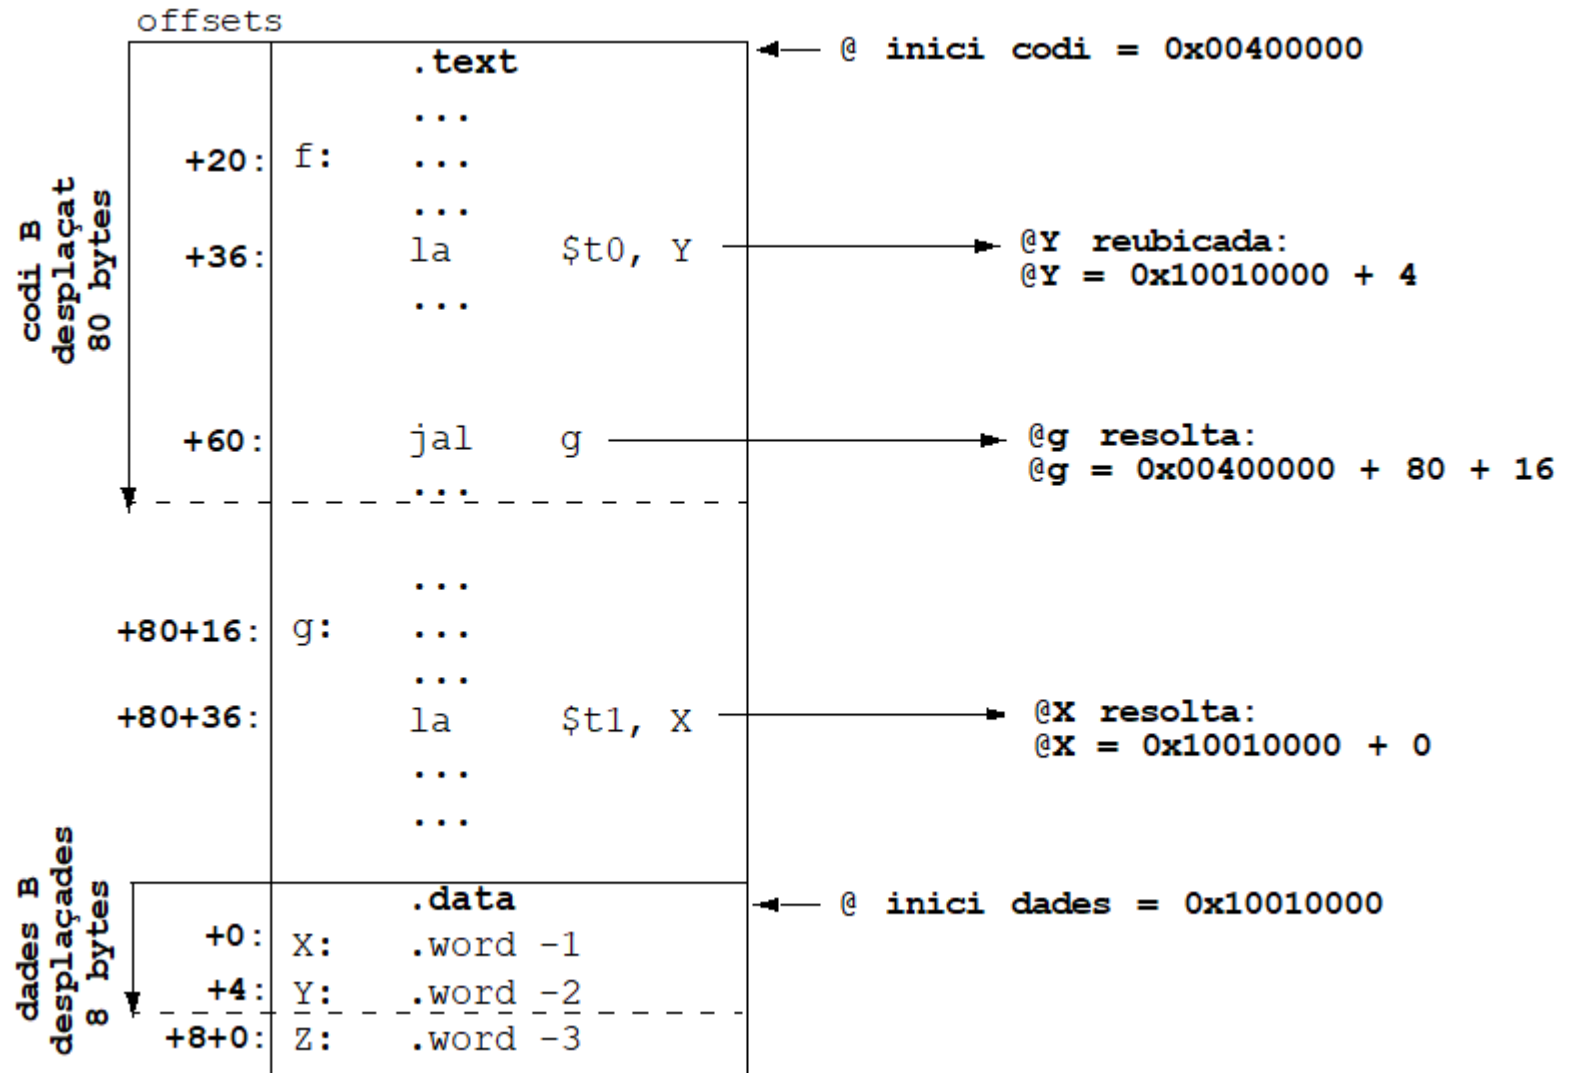 offsets
.text
@ inici codi = 0x00400000
...
+20: f: ...
...
codi B
desplaçat
80 bytes
+36: la $t0, Y
@Y reubicada:
@Y = 0x10010000 + 4
...
+60: jal g
@g resolta:
@g = 0x00400000 + 80 + 16
...
...
+80+16: g: ...
...
+80+36: la $t1, X
@X resolta:
@X = 0x10010000 + 0
...
...
dades B
desplaçades
8 bytes
.data
@ inici dades = 0x10010000
+0: X: .word -1
+4: Y: .word -2
+8+0: Z: .word -3